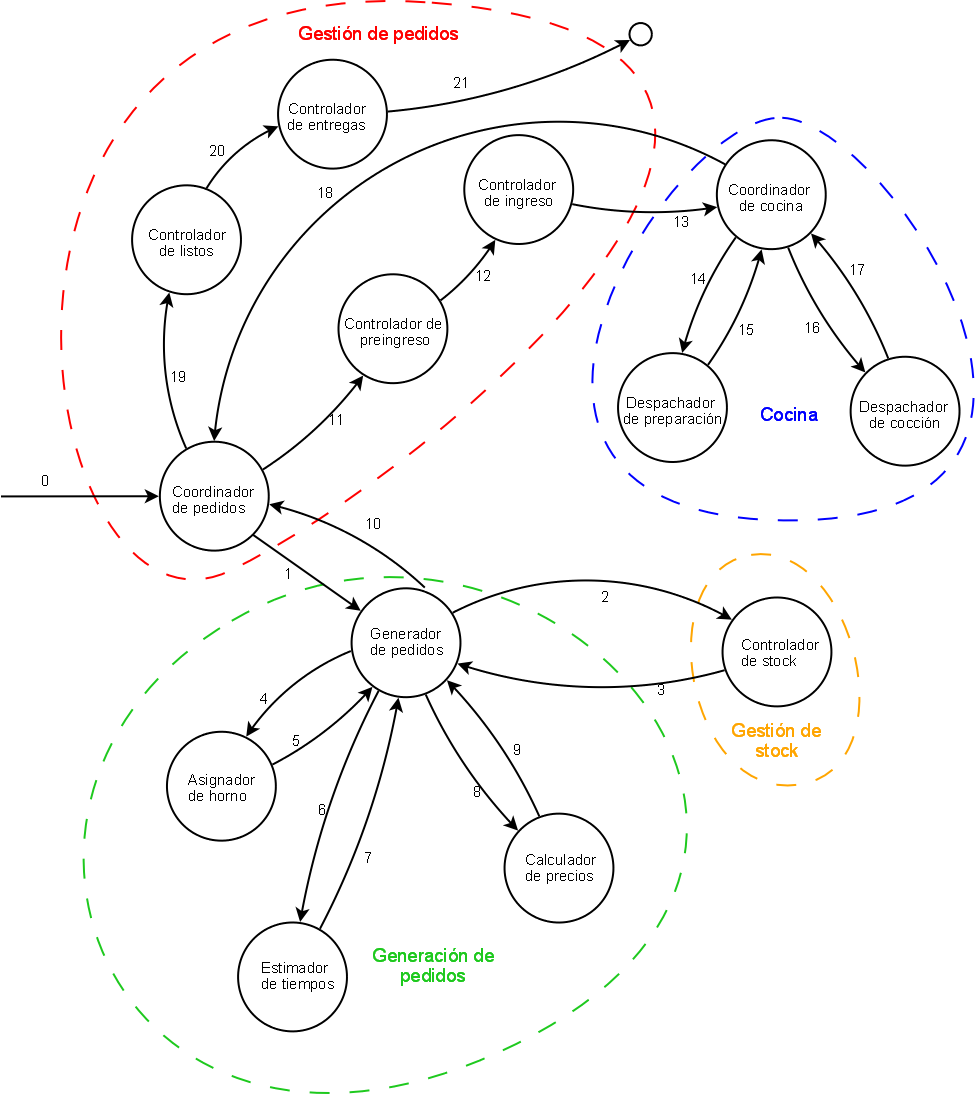 Gestión de pedidos
21
Controlador
de entregas
20
18
Controlador
de ingreso
Coordinador
de cocina
13
Controlador
de listos
12
14
17
15
16
Controlador de
preingreso
19
11
Despachador
de preparación
Cocina
Despachador
de cocción
0
Coordinador
de pedidos
10
1
2
Generador
de pedidos
Controlador
de stock
3
4
5
9
Gestión de
stock
Asignador
de horno
6
8
7
Calculador
de precios
Generación de
pedidos
Estimador
de tiempos